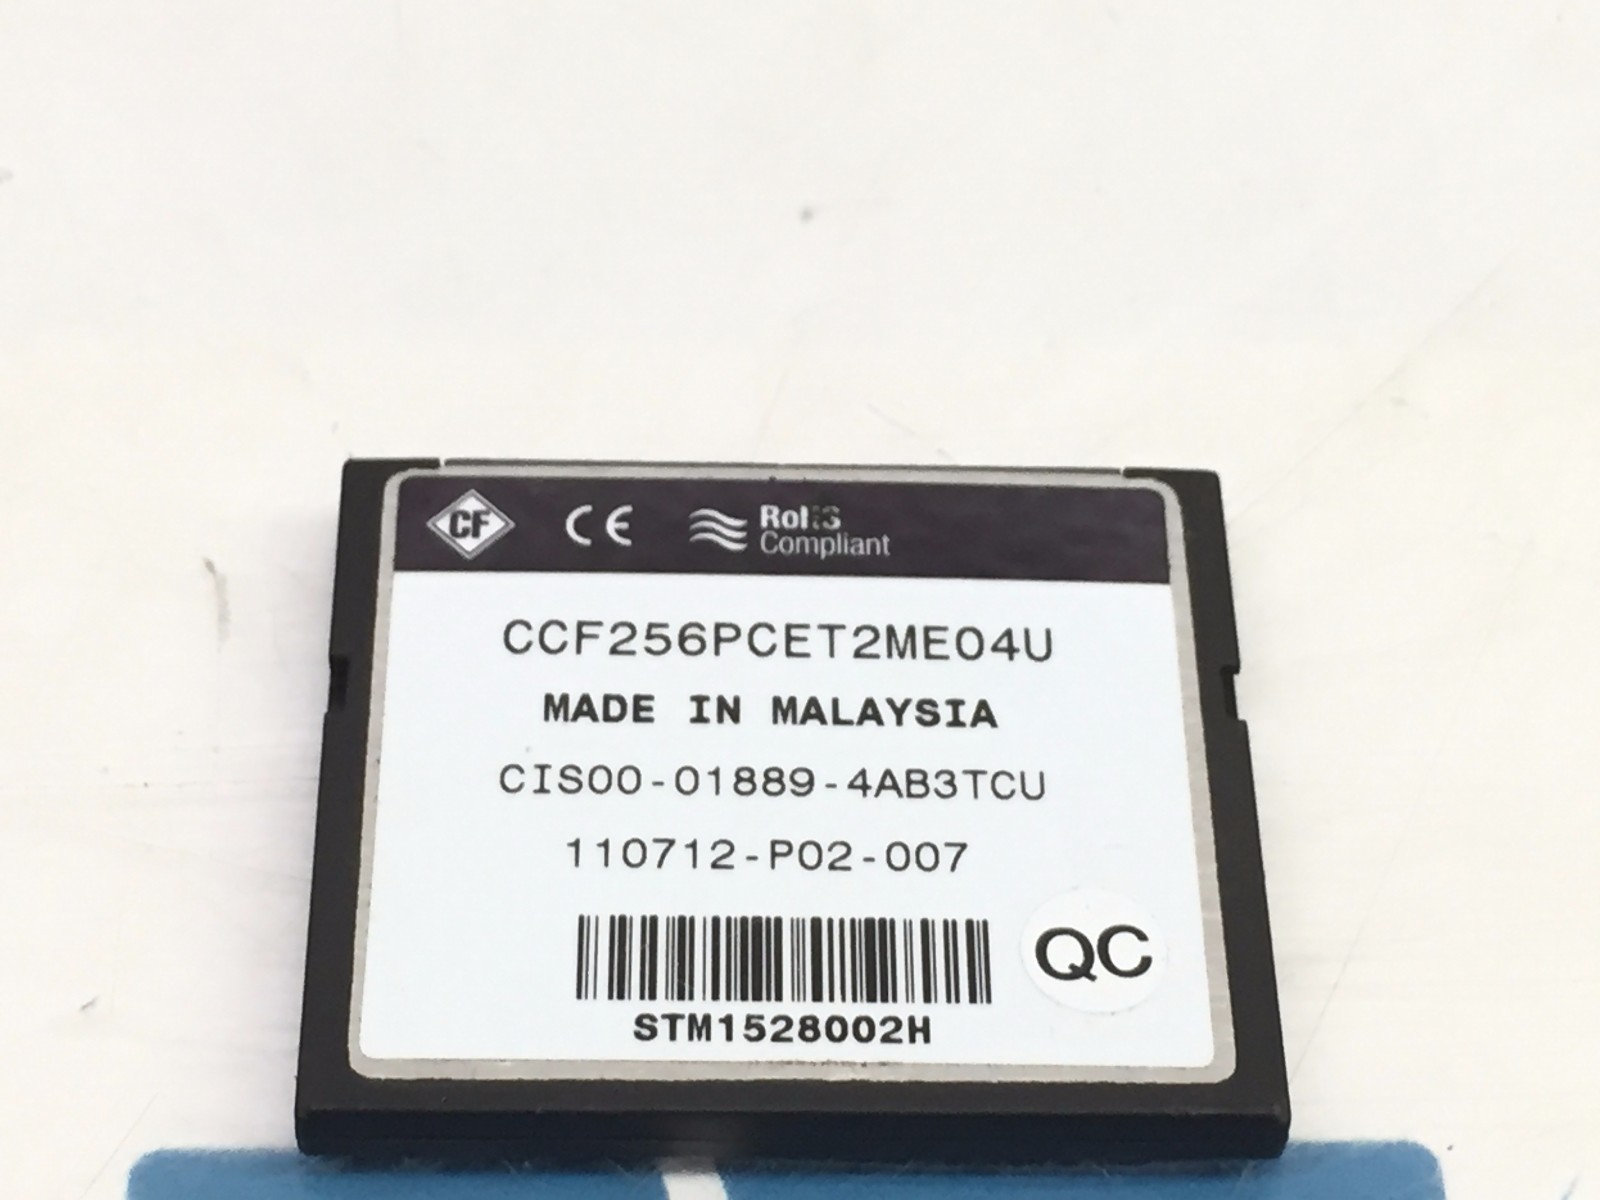 CF CE RoHS
Compliant
CCF256PCET2ME04U
MADE IN MALAYSIA
CIS00-01889-4AB3TCU
110712-P02-007
QC
STM1528002H